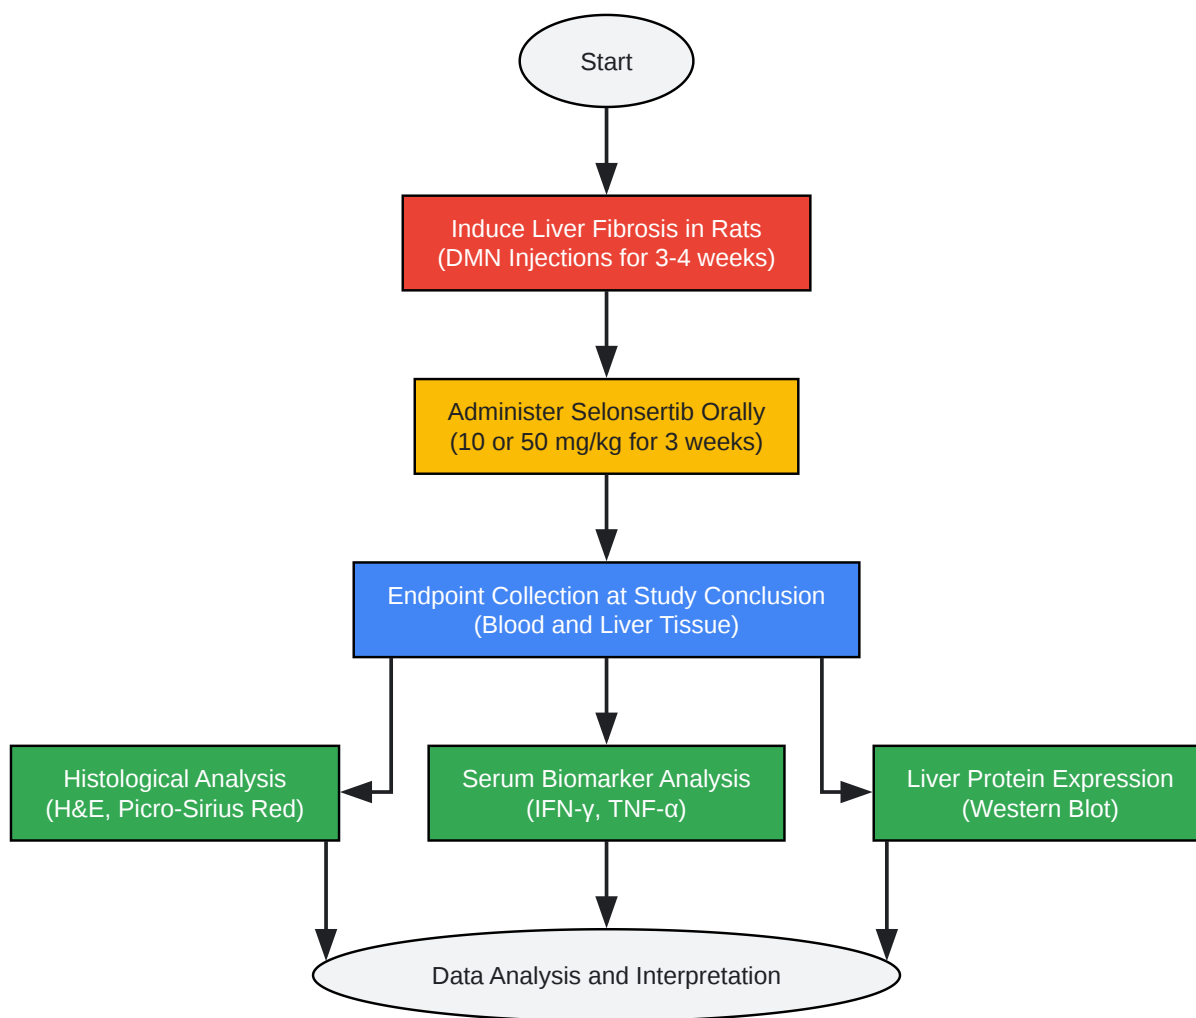 Start
Induce Liver Fibrosis in Rats
(DMN Injections for 3-4 weeks)
Administer Selonsertib Orally
(10 or 50 mg/kg for 3 weeks)
Endpoint Collection at Study Conclusion
(Blood and Liver Tissue)
Histological Analysis
(H&E, Picro-Sirius Red)
Serum Biomarker Analysis
(IFN-γ, TNF-α)
Liver Protein Expression
(Western Blot)
Data Analysis and Interpretation